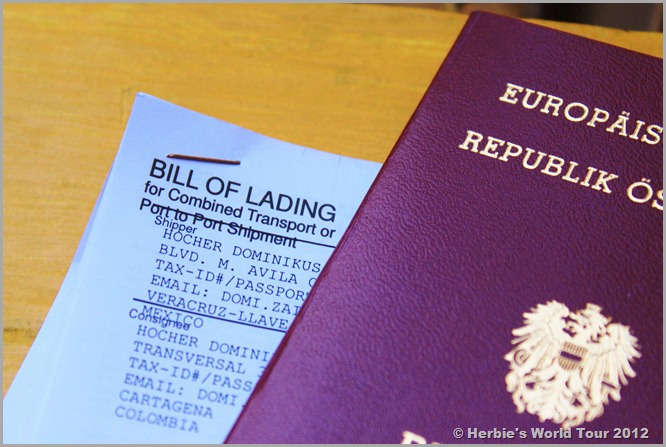 BILL OF LADING
for Combined Transport or
Port to Port Shipment
Shipper
HOCHER DOMINIKUS
BLVD. M. AVILA
TAX-ID#/PASSPOR
EMAIL: DOMI.ZAI
VERACRUZ-LLAVE
MEXICO
Consignee
HOCHER DOMINI
TRANSVERSAL 3
TAX-ID#/PASS
EMAIL: DOMI
CARTAGENA
COLOMBIA
EUROPÄIS
REPUBLIK ÖS
© Herbie's World Tour 2012